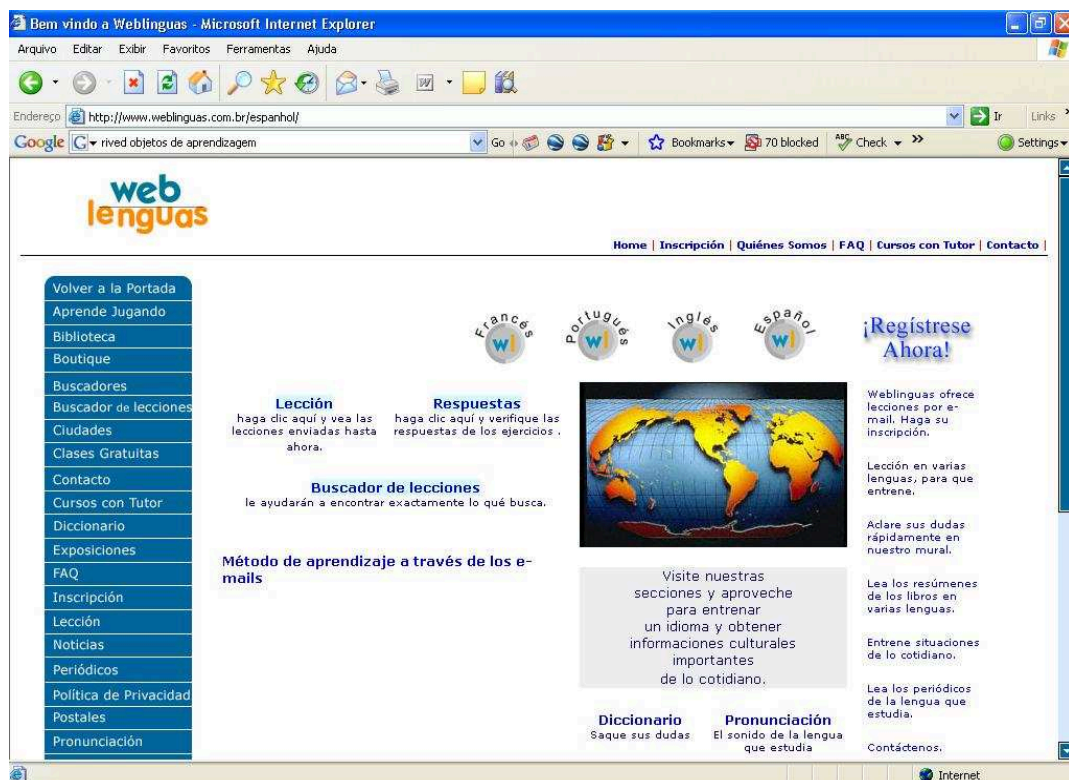 Bem vindo a Weblinguas - Microsoft Internet Explorer
Arquivo Editar Exibir Favoritos Ferramentas Ajuda
Endereço http://www.weblinguas.com.br/espanhol/ Ir Links
Google rived objetos de aprendizagem Go Bookmarks 70 blocked ABC Check Settings
web
lenguas
Home | Inscripción | Quiénes Somos | FAQ | Cursos con Tutor | Contacto |
Volver a la Portada
Aprende Jugando
Biblioteca
Boutique
Buscadores
Buscador de lecciones
Ciudades
Clases Gratuitas
Contacto
Cursos con Tutor
Diccionario
Exposiciones
FAQ
Inscripción
Lección
Noticias
Periódicos
Política de Privacidad
Postales
Pronunciación
Francés wl
Portugués wl
Inglés wl
Español wl
Lección
haga clic aquí y vea las
lecciones enviadas hasta
ahora.
Respuestas
haga clic aquí y verifique las
respuestas de los ejercicios .
Buscador de lecciones
le ayudarán a encontrar exactamente lo qué busca.
Método de aprendizaje a través de los e-
mails
Visite nuestras
secciones y aproveche
para entrenar
un idioma y obtener
informaciones culturales
importantes
de lo cotidiano.
Diccionario
Saque sus dudas
Pronunciación
El sonido de la lengua
que estudia
¡Regístrese
Ahora!
Weblinguas ofrece
lecciones por e-
mail. Haga su
inscripción.
Lección en varias
lenguas, para que
entrene.
Aclare sus dudas
rápidamente en
nuestro mural.
Lea los resúmenes
de los libros en
varias lenguas.
Entrene situaciones
de lo cotidiano.
Lea los periódicos
de la lengua que
estudia.
Contáctenos.
Internet